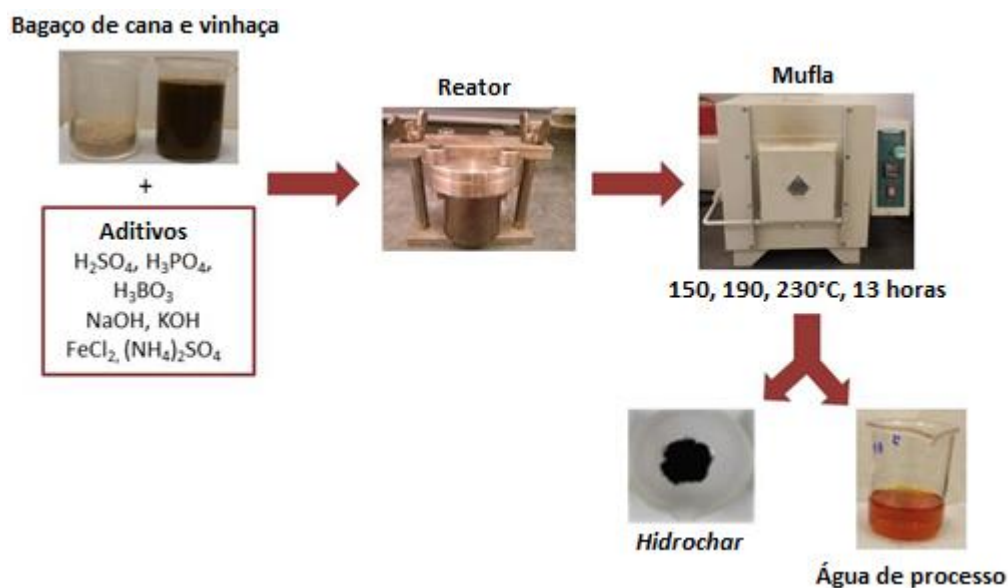 Bagaço de cana e vinhaça
+
Aditivos
H₂SO₄, H₃PO₄,
H₃BO₃
NaOH, KOH
FeCl₂, (NH₄)₂SO₄
Reator
Mufla
150, 190, 230°C, 13 horas
Hidrochar
Água de processo